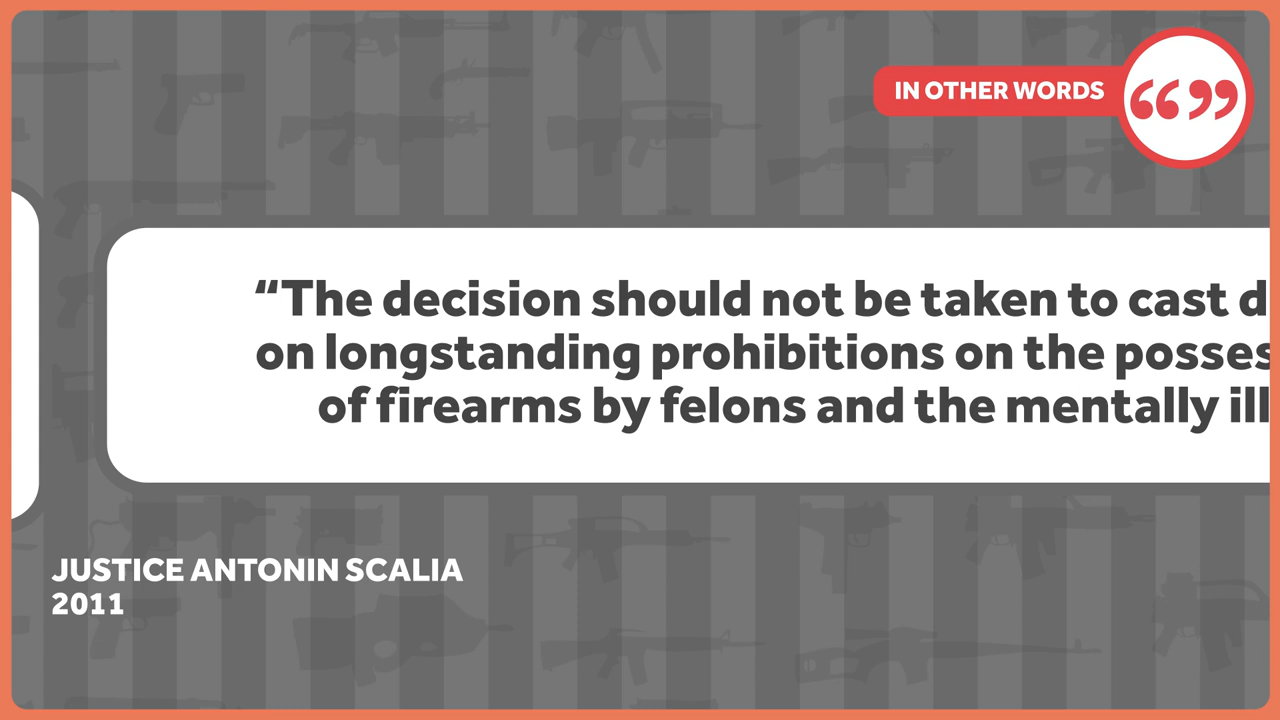 IN OTHER WORDS
“The decision should not be taken to cast
on longstanding prohibitions on the
of firearms by felons and the mentally
JUSTICE ANTONIN SCALIA
2011